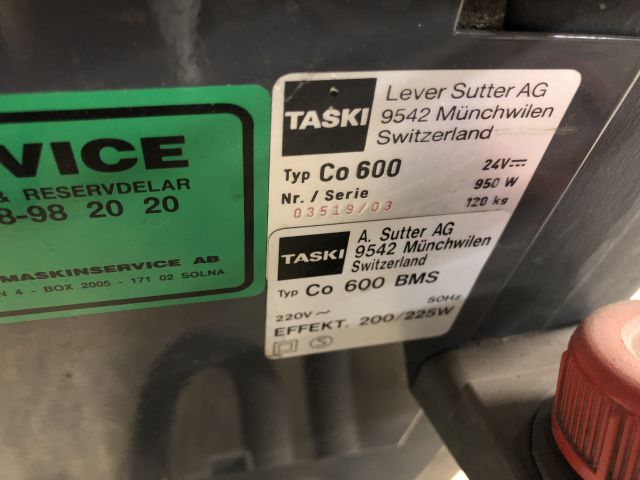 VICE
& RESERVDELAR
8-98 20 20
MASKINSERVICE AB
N 4 - BOX 2005 - 171 02 SOLNA.
TASKI
Lever Sutter AG
9542 Münchwilen
Switzerland
Typ Co 600
24V
Nr. / Serie
950 W
03519/03
120 kg
TASKI
A. Sutter AG
9542 Münchwilen
Switzerland
Typ Co 600 BMS
220V ~
50Hz
EFFEKT. 200/225W
S